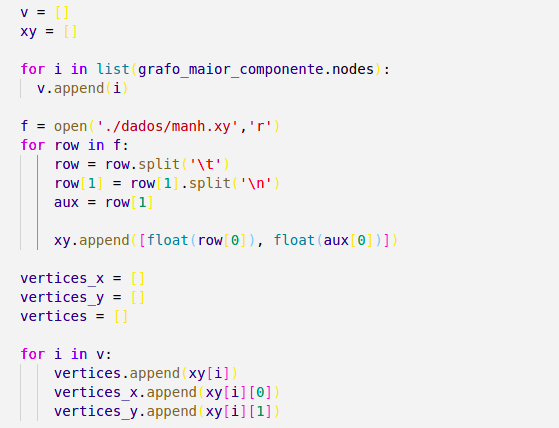 v = []
xy = []

for i in list(grafo_maior_componente.nodes):
  v.append(i)

f = open('./dados/manh.xy','r')
for row in f:
    row = row.split('\t')
    row[1] = row[1].split('\n')
    aux = row[1]

    xy.append([float(row[0]), float(aux[0])])

vertices_x = []
vertices_y = []
vertices = []

for i in v:
    vertices.append(xy[i])
    vertices_x.append(xy[i][0])
    vertices_y.append(xy[i][1])